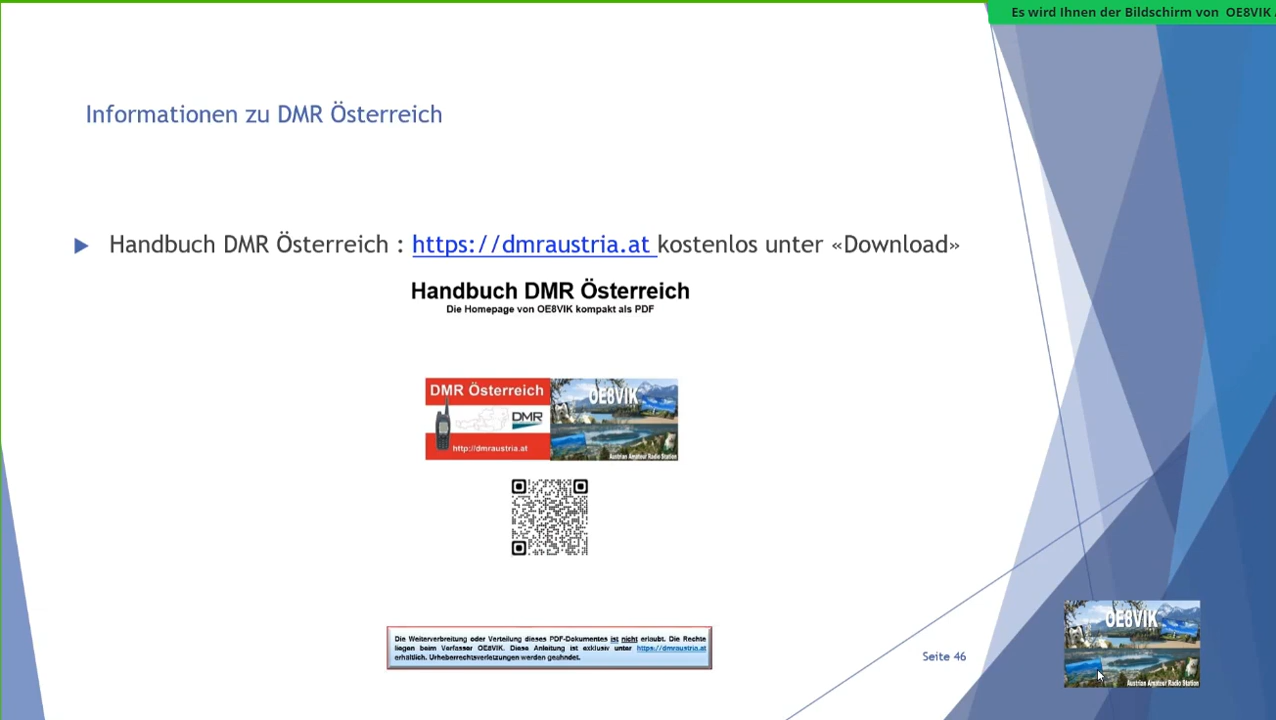 Es wird Ihnen der Bildschirm von OE8VIK
Informationen zu DMR Österreich
Handbuch DMR Österreich : https://dmraustria.at kostenlos unter «Download»
Handbuch DMR Österreich
Die Homepage von OE8VIK kompakt als PDF
DMR Österreich
DMR
http://dmraustria.at
OE8VIK
Austrian Amateur Radio Station
Die Weiterverbreitung oder Verteilung dieses PDF-Dokumentes ist nicht erlaubt. Die Rechte
liegen beim Verfasser OE8VIK. Diese Anleitung ist exklusiv unter https://dmraustria.at
erhältlich. Urheberrechtsverletzungen werden geahndet.
Seite 46
OE8VIK
Austrian Amateur Radio Station